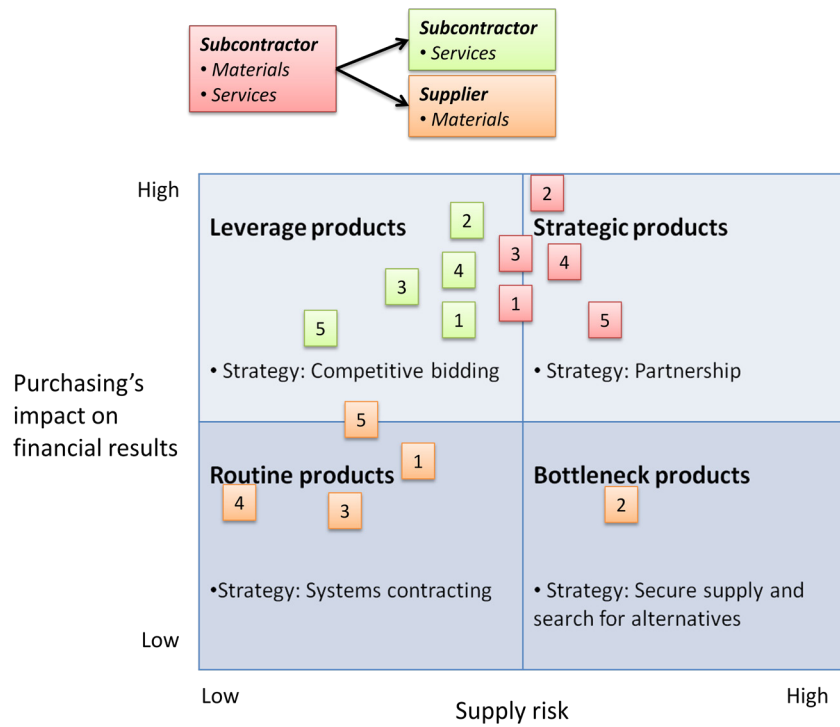 Subcontractor
• Materials
• Services
Subcontractor
• Services
Supplier
• Materials
High
Leverage products
Strategic products
2
2
3
4
4
3
1
1
5
5
• Strategy: Competitive bidding
• Strategy: Partnership
Purchasing's
impact on
financial results
5
1
Routine products
Bottleneck products
4
3
2
•Strategy: Systems contracting
• Strategy: Secure supply and
search for alternatives
Low
Low
High
Supply risk